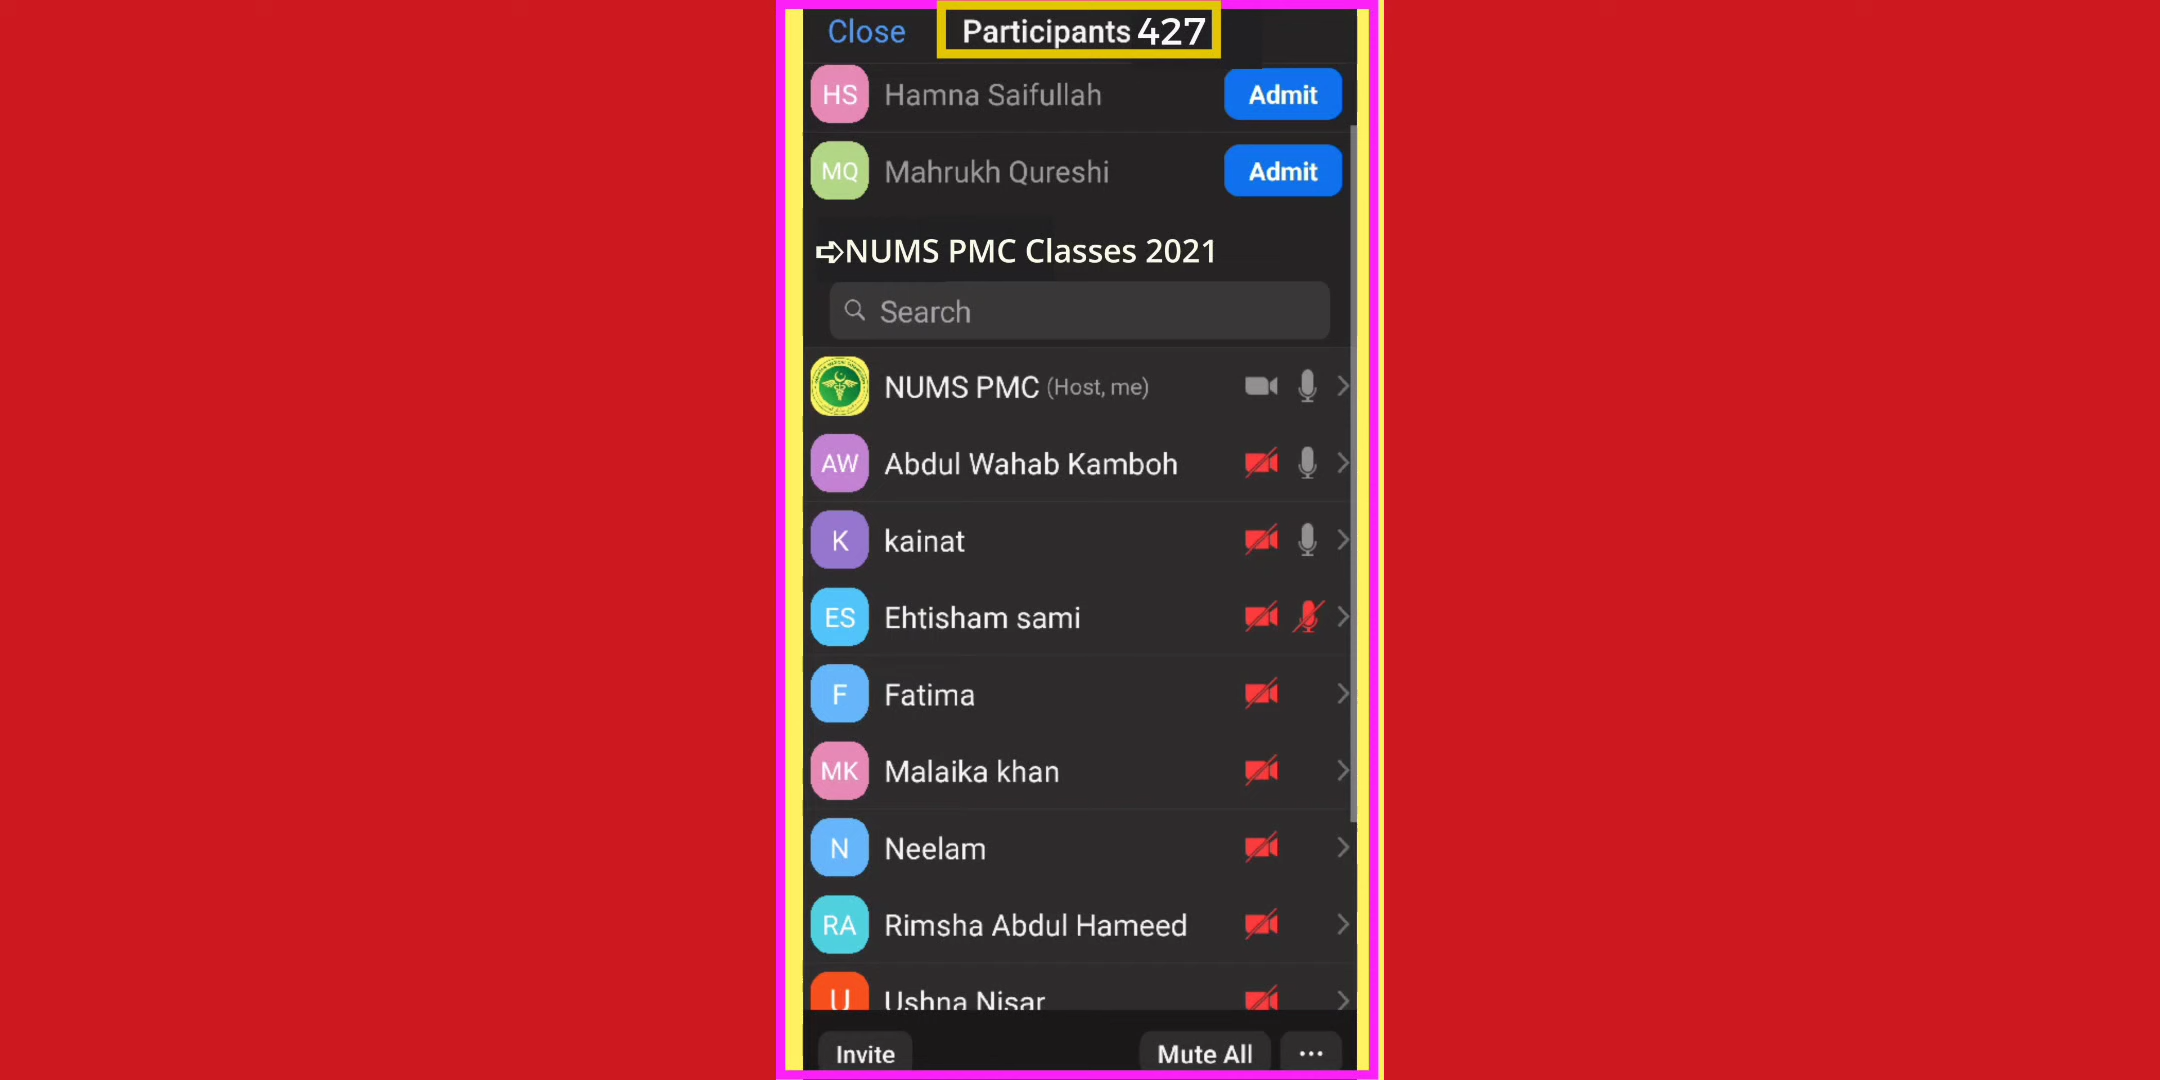 Close Participants 427
HS Hamna Saifullah Admit
MQ Mahrukh Qureshi Admit
➪NUMS PMC Classes 2021
Search
NUMS PMC (Host, me)
AW Abdul Wahab Kamboh
K kainat
ES Ehtisham sami
F Fatima
MK Malaika khan
N Neelam
RA Rimsha Abdul Hameed
U Ushna Nisar
Invite Mute All ...